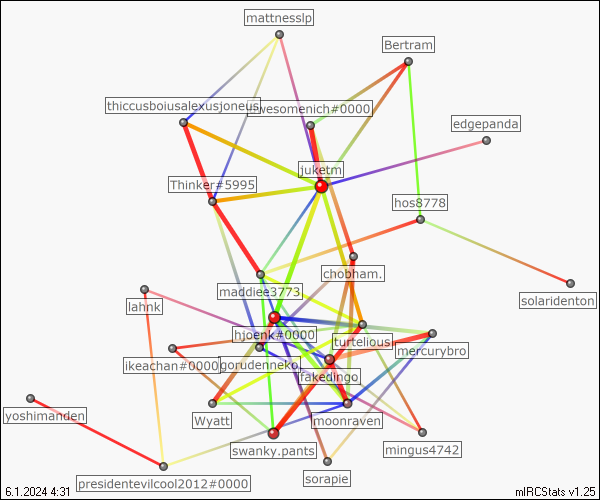 mattnesslp
Bertram
thiccusboiusalexusjoneus
awesomenich#0000
edgepanda
juketm
Thinker#5995
hos8778
chobham.
maddiee3773
solaridenton
lahnk
hjoenk#0000
turtelious
mercurybro
ikeachan#0000
gorudenneko
fakedingo
yoshimanden
Wyatt
moonraven
swanky.pants
mingus4742
sorapie
presidentevilcool2012#0000
6.1.2024 4:31
mIRCStats v1.25